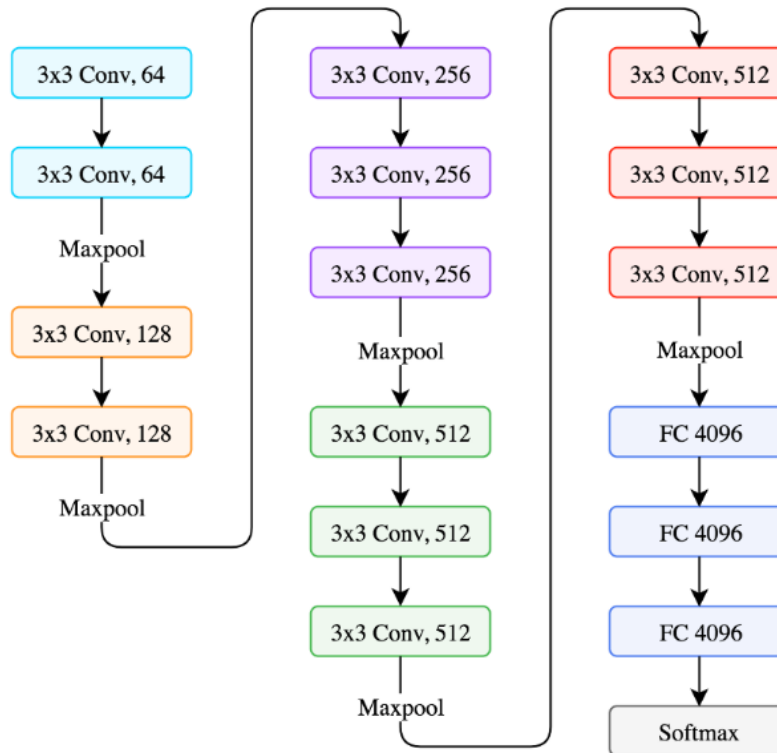 3x3 Conv, 64
3x3 Conv, 64
Maxpool
3x3 Conv, 128
3x3 Conv, 128
Maxpool
3x3 Conv, 256
3x3 Conv, 256
3x3 Conv, 256
Maxpool
3x3 Conv, 512
3x3 Conv, 512
3x3 Conv, 512
Maxpool
3x3 Conv, 512
3x3 Conv, 512
3x3 Conv, 512
Maxpool
FC 4096
FC 4096
FC 4096
Softmax